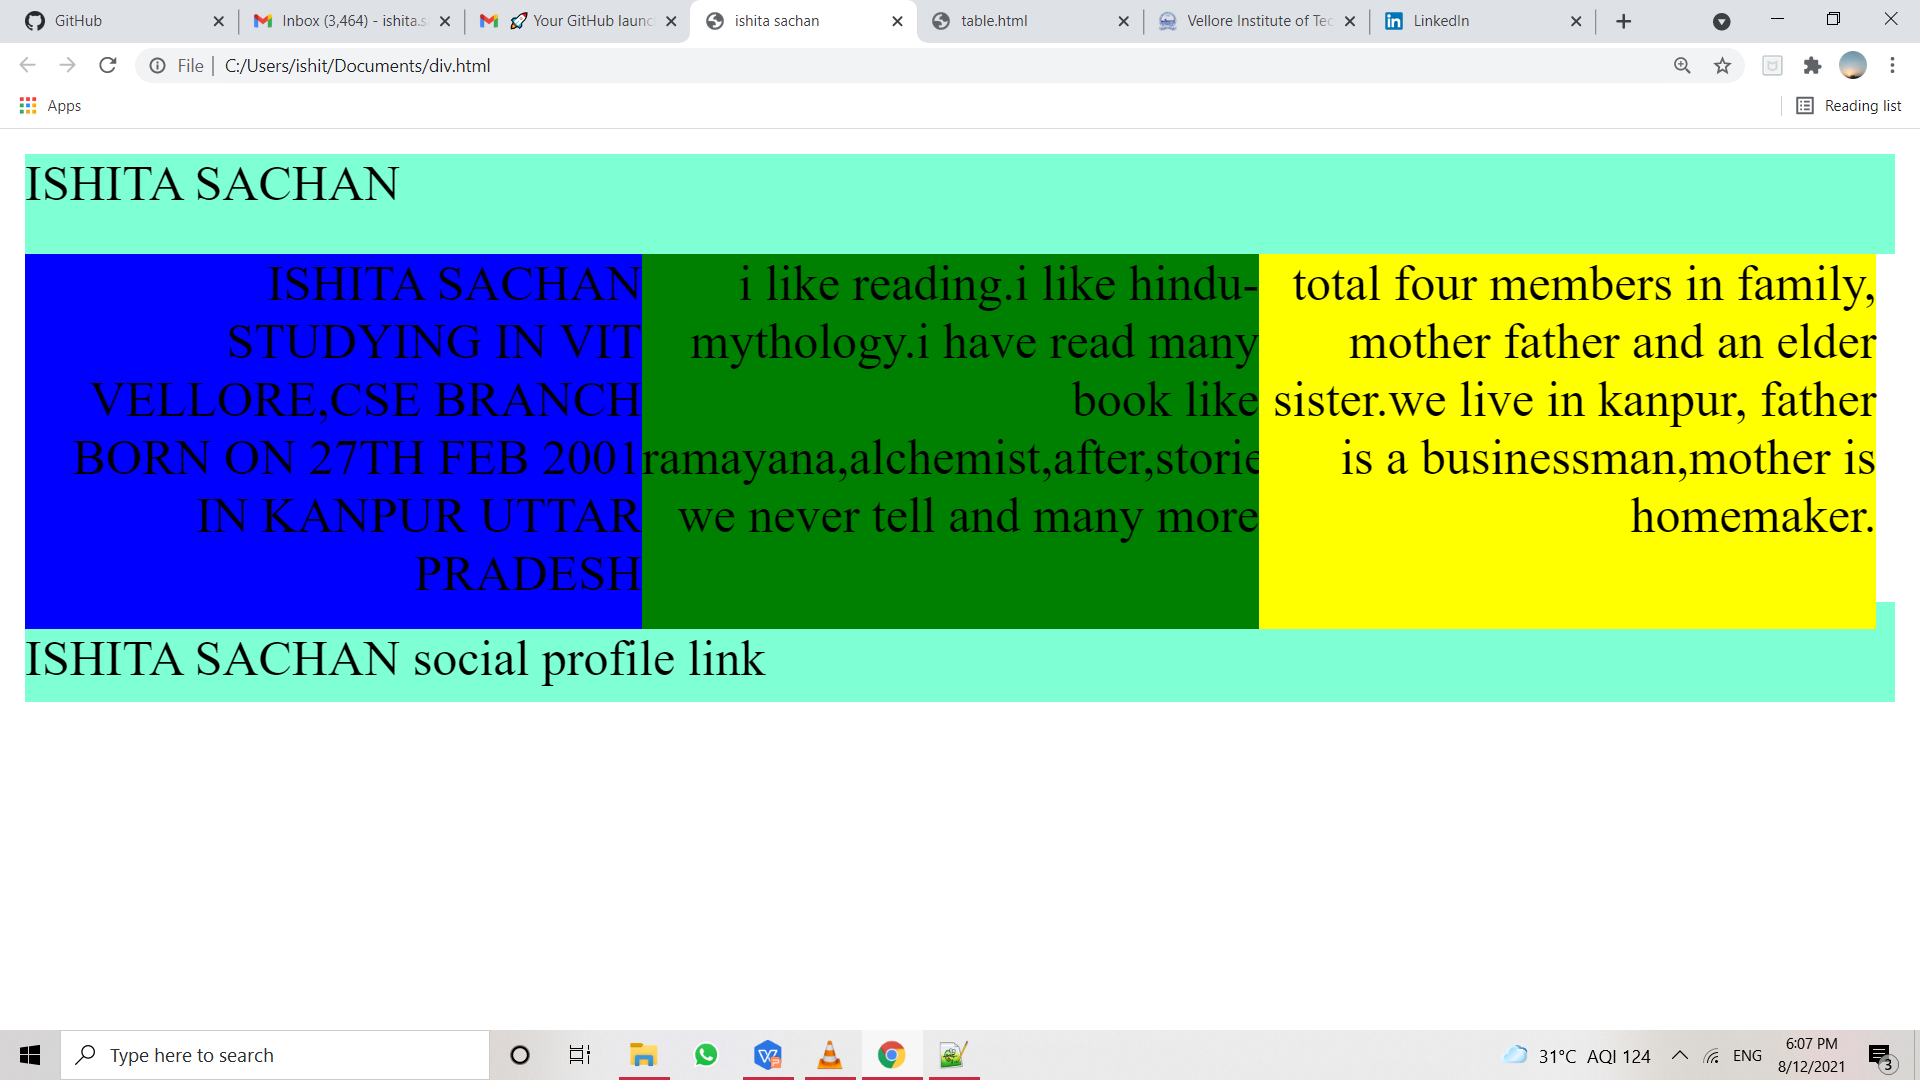 GitHub
Inbox (3,464) - ishita.s
Your GitHub launc
ishita sachan
table.html
Vellore Institute of Tec
LinkedIn
File | C:/Users/ishit/Documents/div.html
Apps
Reading list
ISHITA SACHAN
ISHITA SACHAN
STUDYING IN VIT
VELLORE,CSE BRANCH
BORN ON 27TH FEB 2001
IN KANPUR UTTAR
PRADESH
i like reading.i like hindu-
mythology.i have read many
book like
ramayana,alchemist,after,storie
we never tell and many more
total four members in family,
mother father and an elder
sister.we live in kanpur, father
is a businessman,mother is
homemaker.
ISHITA SACHAN social profile link
Type here to search
31°C AQI 124
ENG
6:07 PM
8/12/2021
3